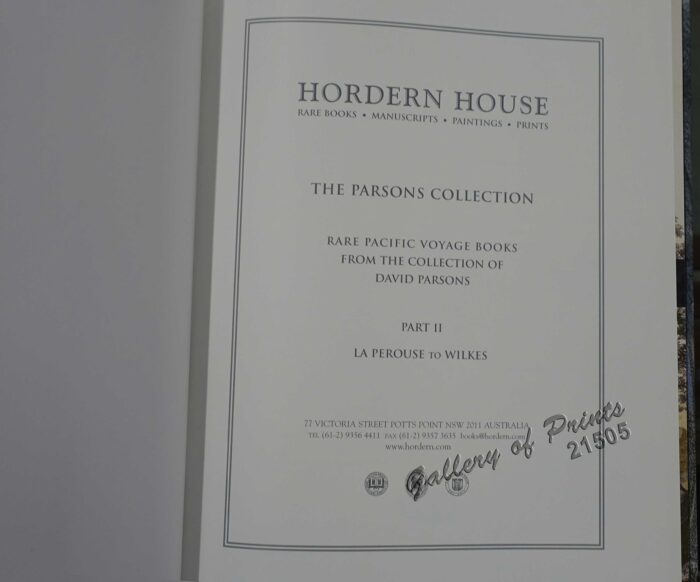 HORDERN HOUSE
RARE BOOKS • MANUSCRIPTS • PAINTINGS • PRINTS
THE PARSONS COLLECTION
RARE PACIFIC VOYAGE BOOKS
FROM THE COLLECTION OF
DAVID PARSONS
PART II
LA PEROUSE TO WILKES
77 VICTORIA STREET POTTS POINT NSW 2011 AUSTRALIA
TEL (61-2) 9356 4411 FAX (61-2) 9357 3635 books@hordern.com
www.hordern.com
Gallery of Prints
21505